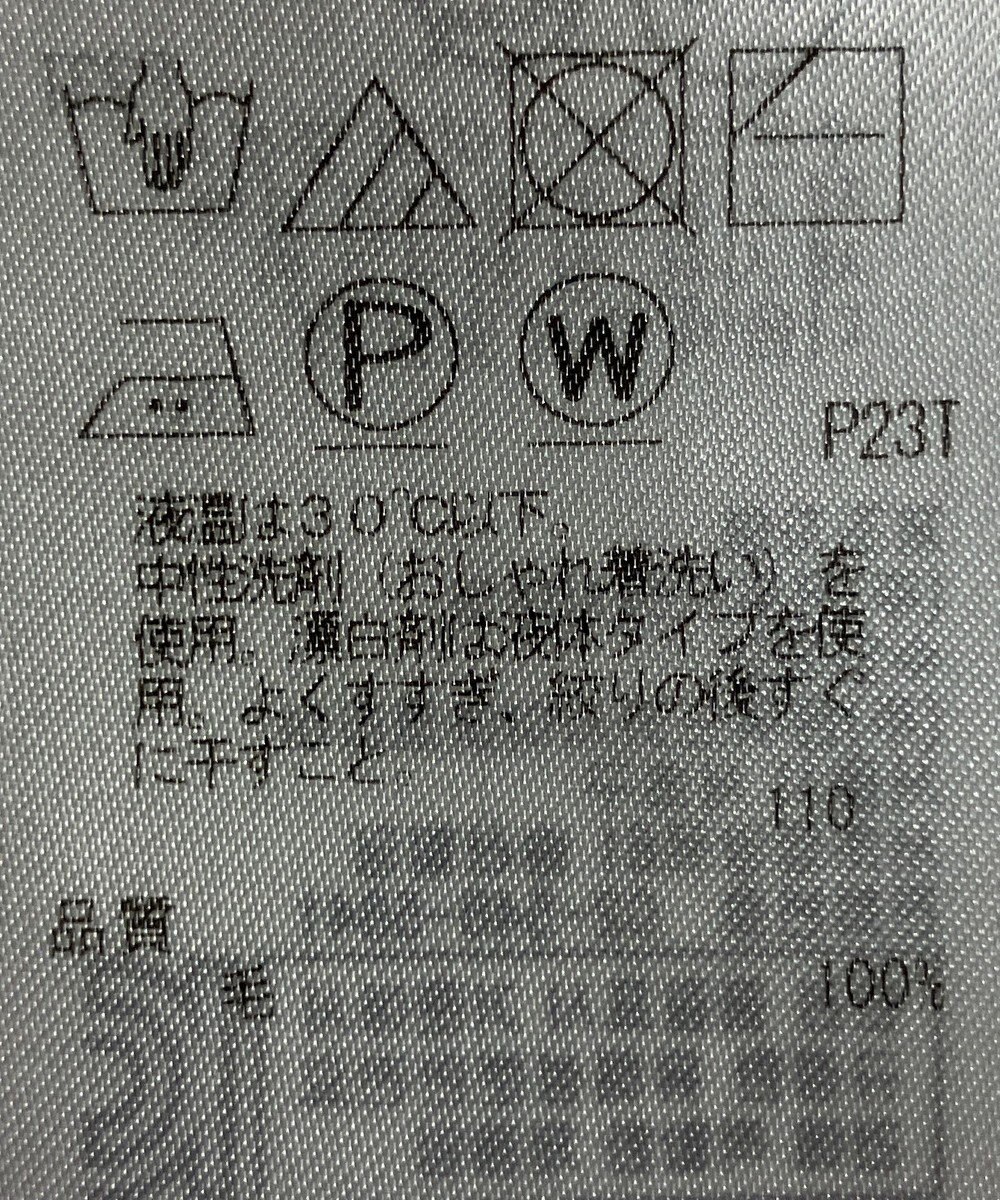 P
W
P23T
液温は30℃以下。
中性洗剤（おしゃれ着洗い）を
使用。漂白剤は液体タイプを使
用。よくすすぎ、絞りの後すぐ
に干すこと。
110
品質
毛 100%